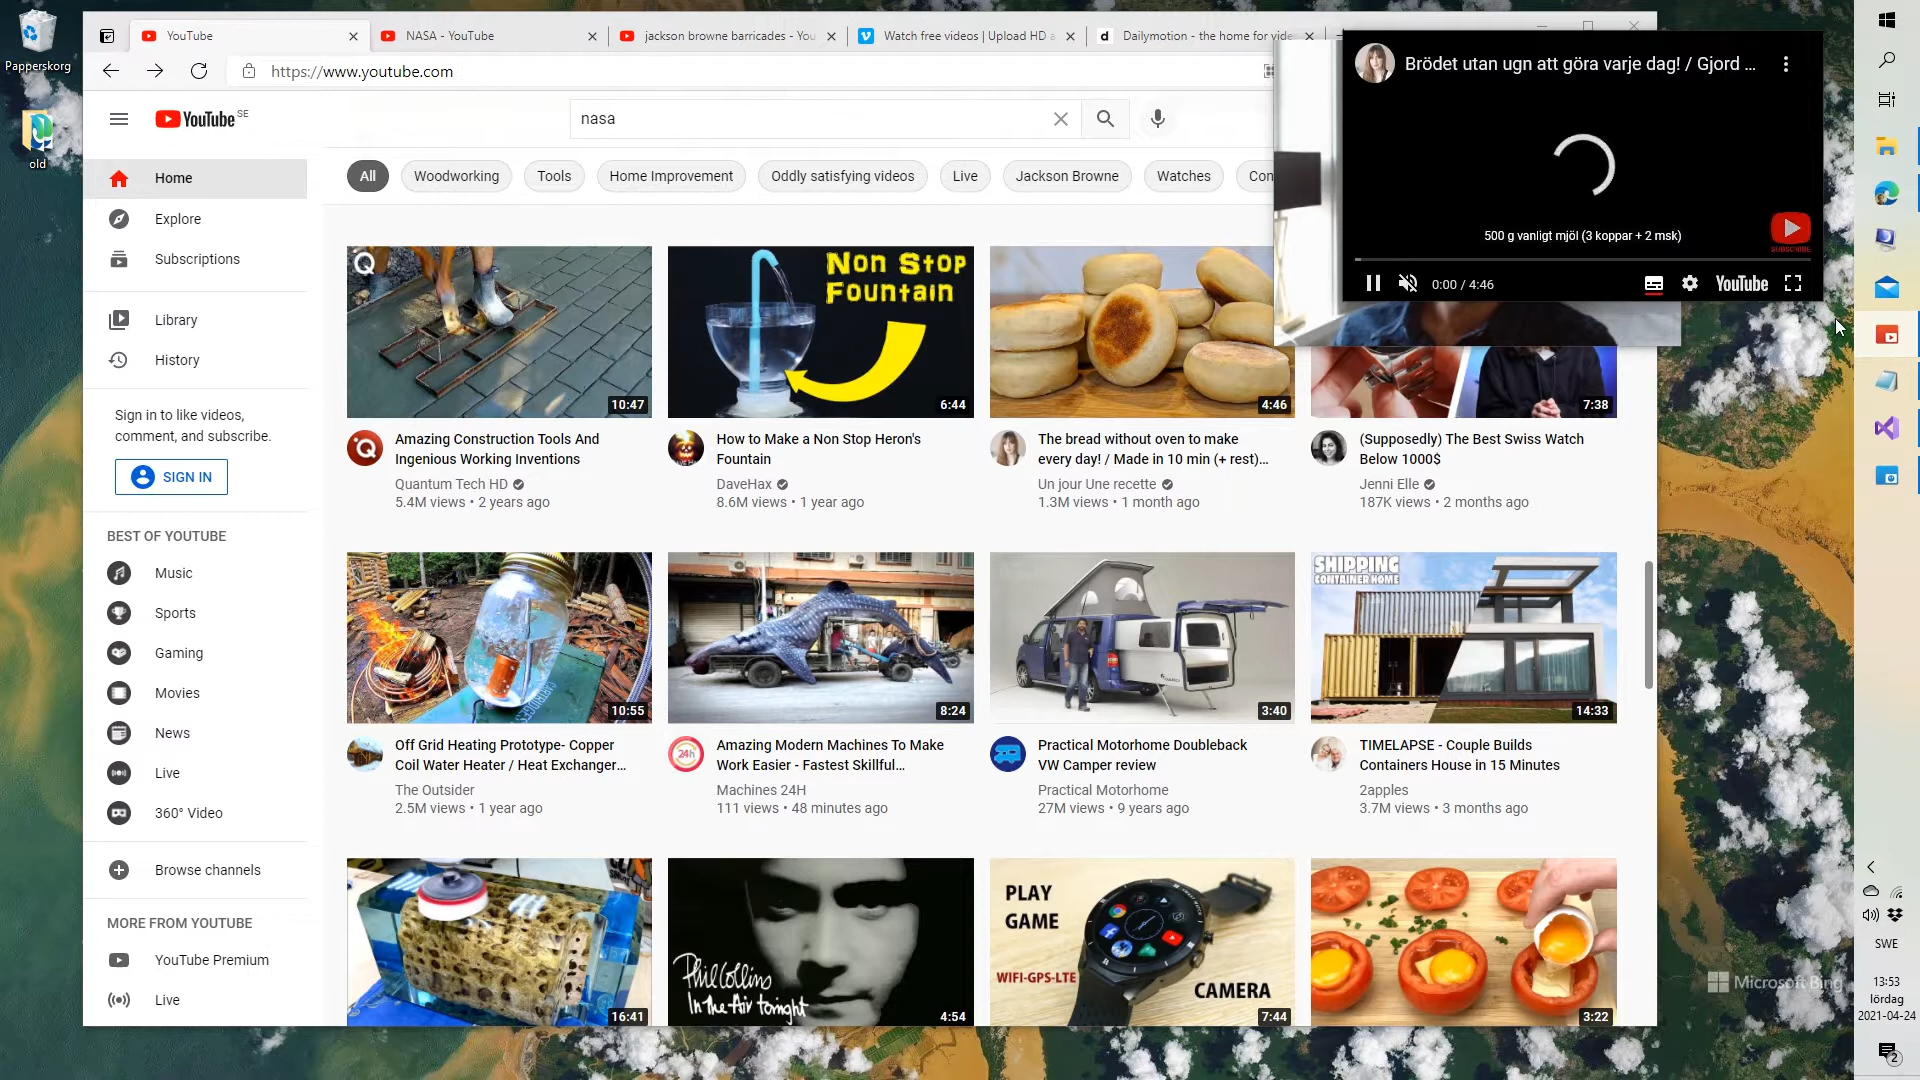 Papperskorg
old
YouTube
NASA - YouTube
jackson browne barricades - You
Watch free videos | Upload HD a
Dailymotion - the home for vide
https://www.youtube.com
YouTube SE
nasa
All
Woodworking
Tools
Home Improvement
Oddly satisfying videos
Live
Jackson Browne
Watches
Con
Brödet utan ugn att göra varje dag! / Gjord ...
500 g vanligt mjöl (3 koppar + 2 msk)
SUBSCRIBE
0:00 / 4:46
YouTube
Home
Explore
Subscriptions
Library
History
Sign in to like videos,
comment, and subscribe.
SIGN IN
BEST OF YOUTUBE
Music
Sports
Gaming
Movies
News
Live
360° Video
Browse channels
MORE FROM YOUTUBE
YouTube Premium
Live
Q
10:47
Amazing Construction Tools And
Ingenious Working Inventions
Quantum Tech HD
5.4M views • 2 years ago
Non Stop
Fountain
6:44
How to Make a Non Stop Heron's
Fountain
DaveHax
8.6M views • 1 year ago
4:46
The bread without oven to make
every day! / Made in 10 min (+ rest)...
Un jour Une recette
1.3M views • 1 month ago
7:38
(Supposedly) The Best Swiss Watch
Below 1000$
Jenni Elle
187K views • 2 months ago
10:55
Off Grid Heating Prototype- Copper
Coil Water Heater / Heat Exchanger...
The Outsider
2.5M views • 1 year ago
8:24
24h
Amazing Modern Machines To Make
Work Easier - Fastest Skillful...
Machines 24H
111 views • 48 minutes ago
3:40
Practical Motorhome Doubleback
VW Camper review
Practical Motorhome
27M views • 9 years ago
SHIPPING
CONTAINER HOME
14:33
TIMELAPSE - Couple Builds
Containers House in 15 Minutes
2apples
3.7M views • 3 months ago
16:41
Phil Collins
In the Air Tonight
4:54
PLAY
GAME
WIFI-GPS-LTE
CAMERA
7:44
3:22
Microsoft Bing
SWE
13:53
lördag
2021-04-24
2